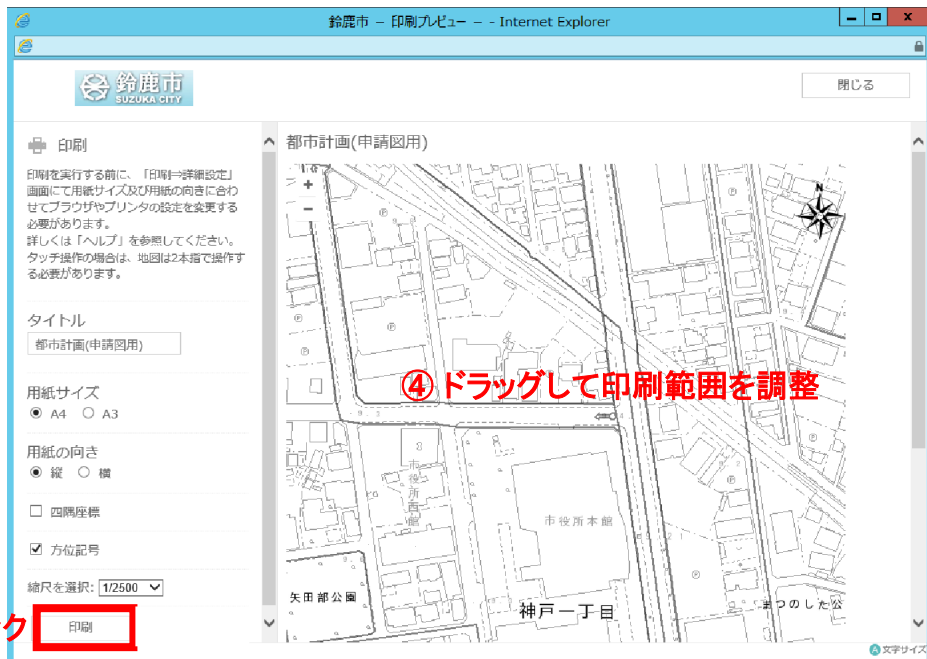 鈴鹿市 － 印刷プレビュー － - Internet Explorer
鈴鹿市
SUZUKA CITY
閉じる
印刷
印刷を実行する前に、「印刷⇒詳細設定」
画面にて用紙サイズ及び用紙の向きに合わ
せてブラウザやプリンタの設定を変更する
必要があります。
詳しくは「ヘルプ」を参照してください。
タッチ操作の場合は、地図は2本指で操作す
る必要があります。
タイトル
都市計画(申請図用)
用紙サイズ
A4 A3
用紙の向き
縦 横
四隅座標
方位記号
縮尺を選択: 1/2500
ク
印刷
都市計画(申請図用)
+
−
N
④ドラッグして印刷範囲を調整
市役所西館
市役所本館
矢田部公園
神戸一丁目
まつのした公
A 文字サイズ